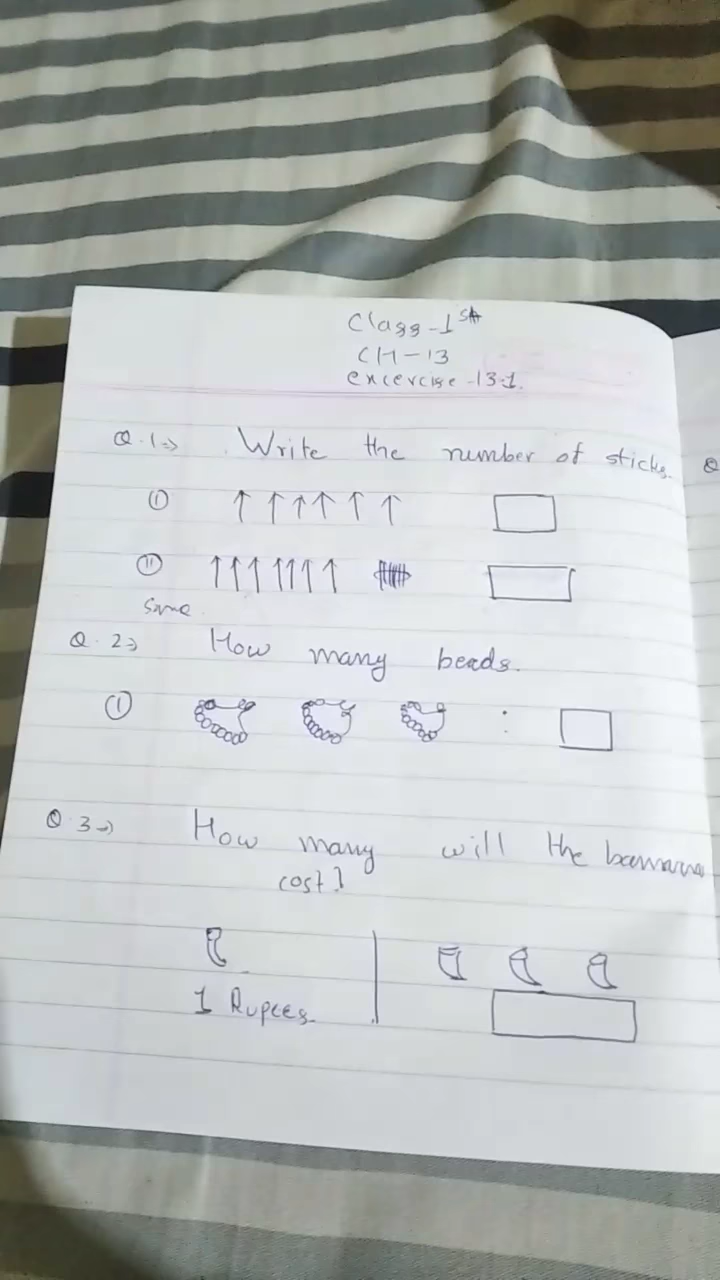 Class-1st
CH-13
excercise-13.1.
Q.1⇒ Write the number of sticks.
(I) ↑ ↑ ↑ ↑ ↑ ↑
(II) ↑ ↑ ↑ ↑ ↑ ↑ ↑
Q.2⇒ How many beads.
(I) :
Q.3⇒ How many will the
cost?
1 Rupees.